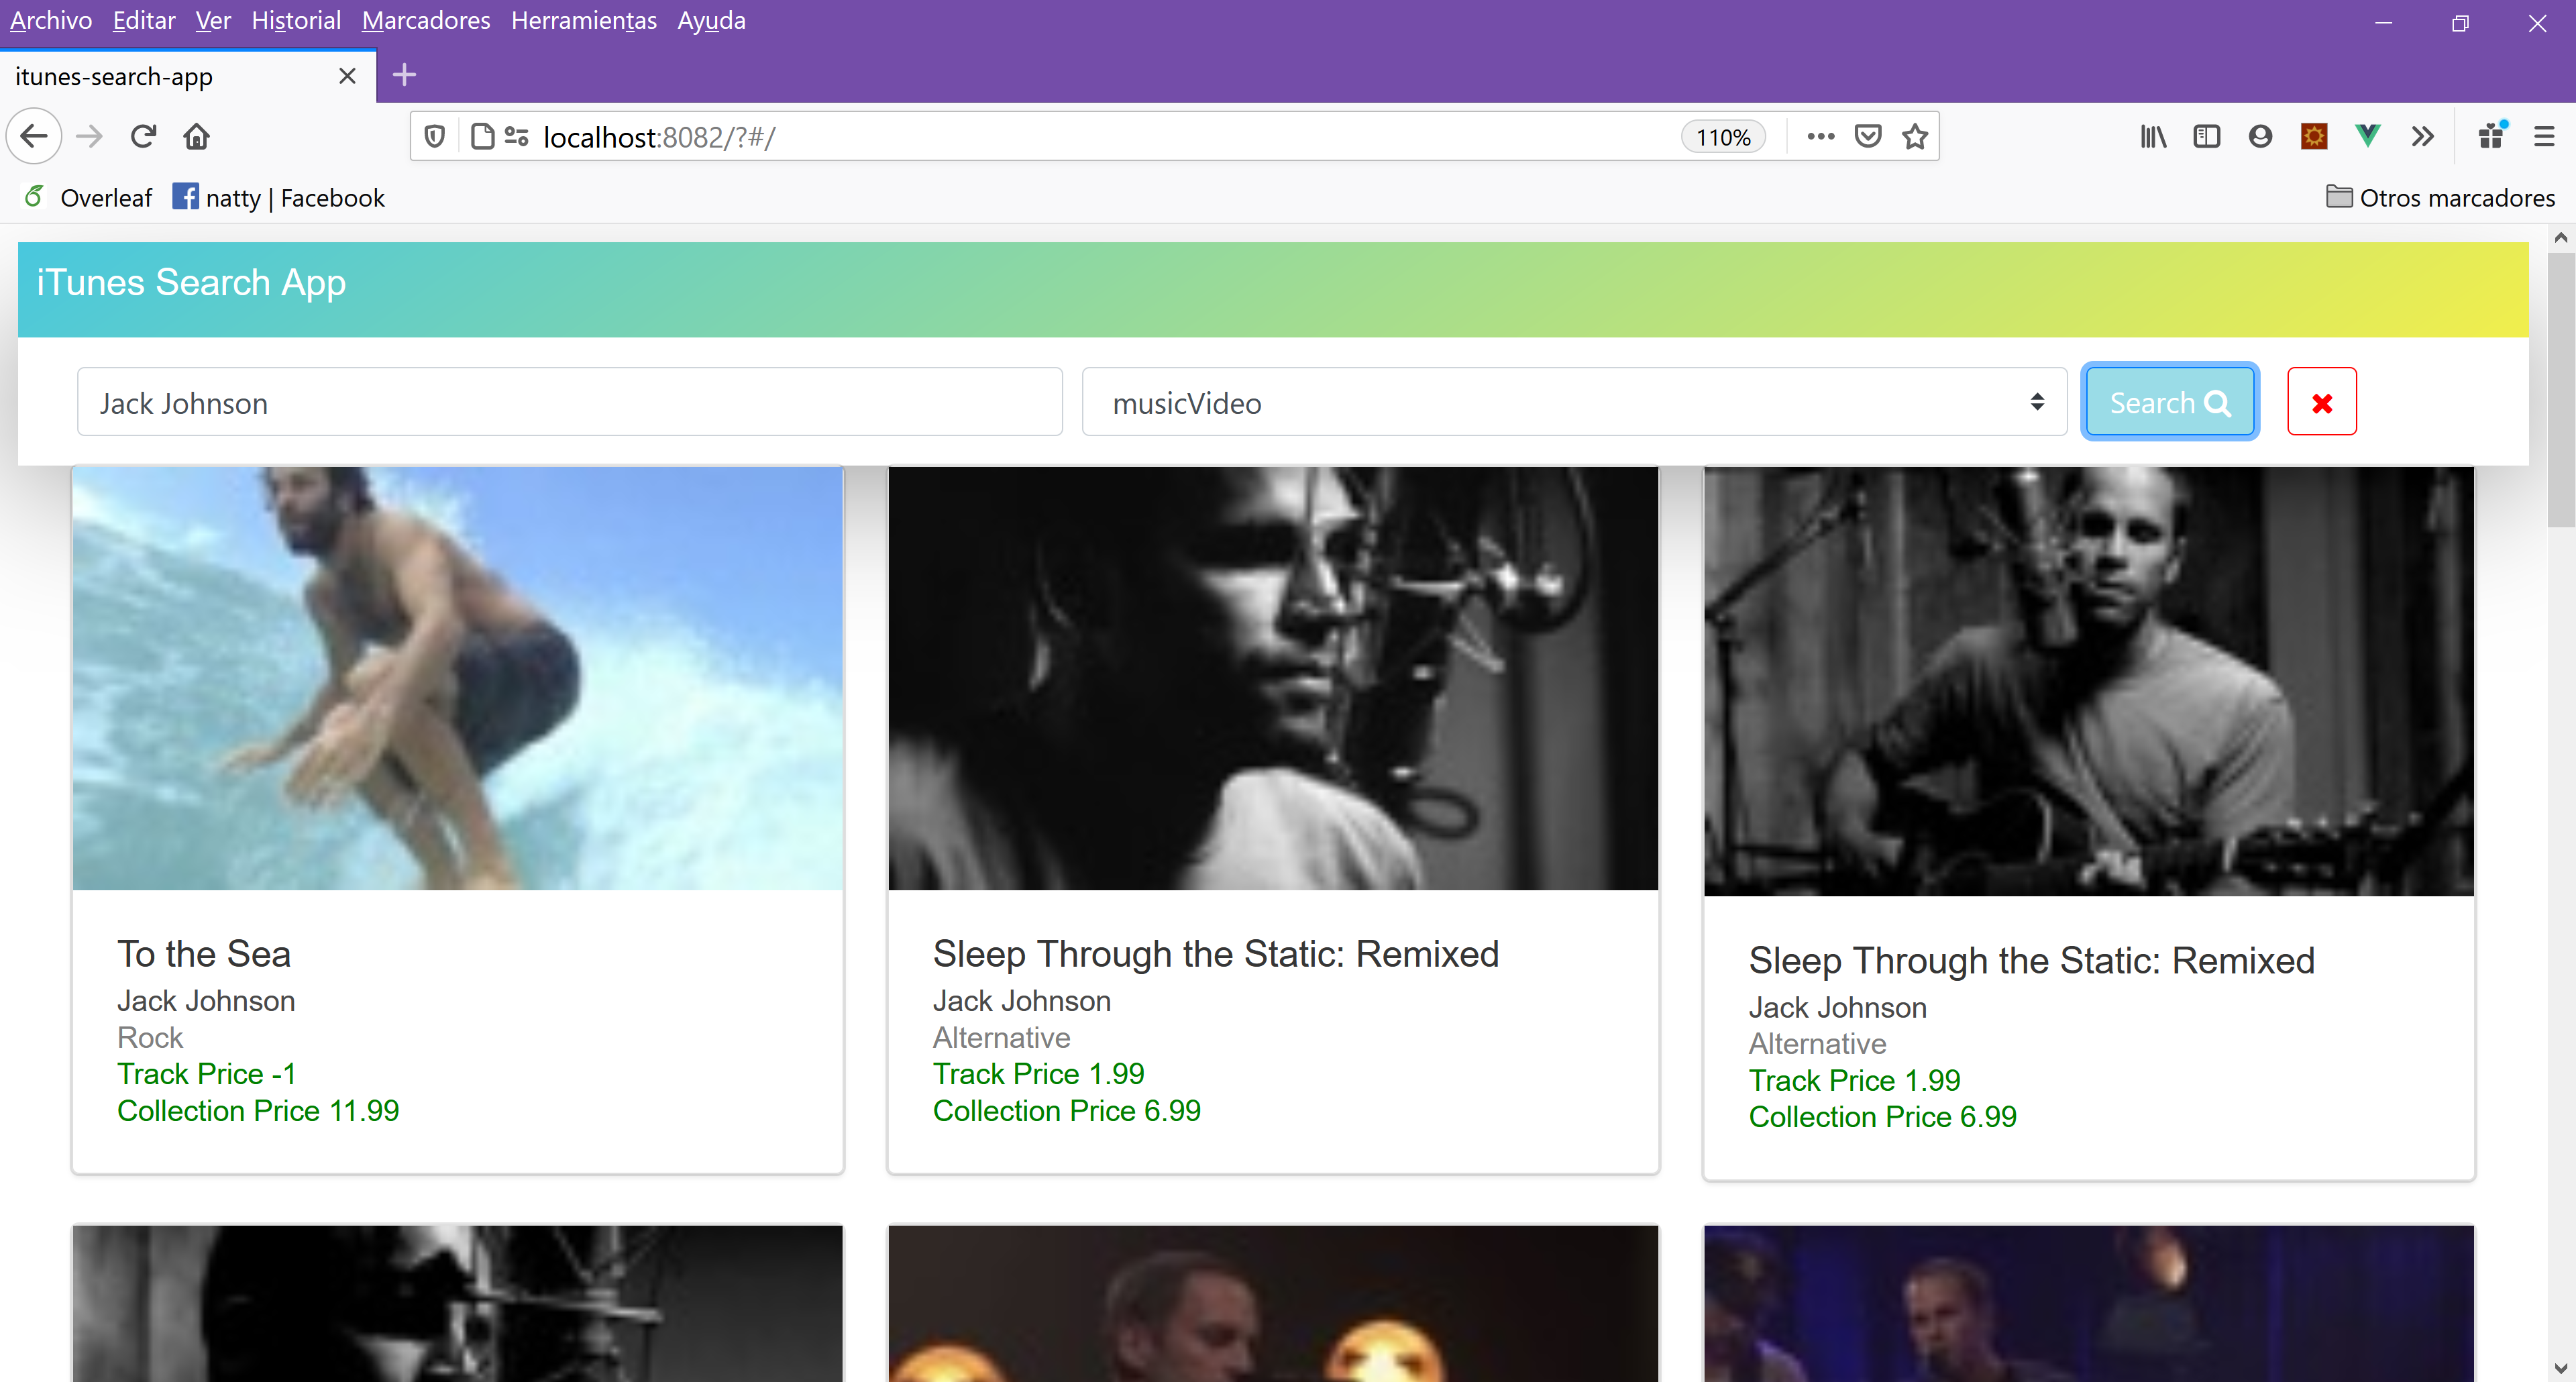 Archivo Editar Ver Historial Marcadores Herramientas Ayuda
itunes-search-app
localhost:8082/?#/
110%
Overleaf
natty | Facebook
Otros marcadores
iTunes Search App
Jack Johnson
musicVideo
Search
To the Sea
Jack Johnson
Rock
Track Price -1
Collection Price 11.99
Sleep Through the Static: Remixed
Jack Johnson
Alternative
Track Price 1.99
Collection Price 6.99
Sleep Through the Static: Remixed
Jack Johnson
Alternative
Track Price 1.99
Collection Price 6.99